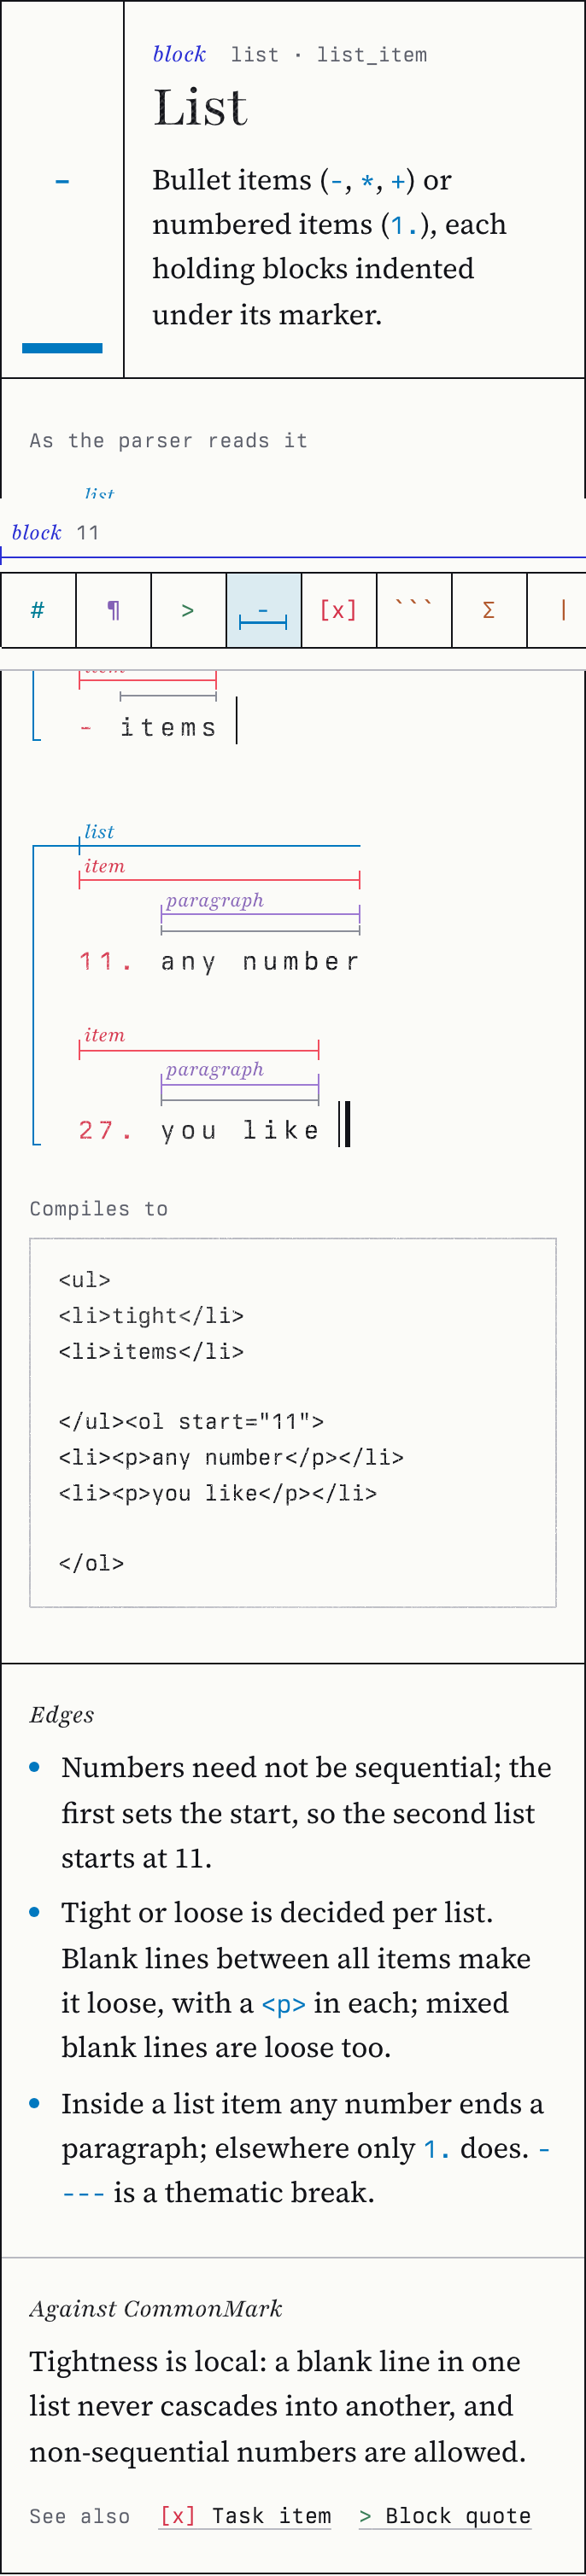 block list · list_item
List
-
Bullet items (-, *, +) or
numbered items (1.), each
holding blocks indented
under its marker.
As the parser reads it
list
block 11
# ¶ > - [x] ``` Σ |
item
- items
list
item
paragraph
11. any number
item
paragraph
27. you like
Compiles to
<ul>
<li>tight</li>
<li>items</li>
</ul><ol start="11">
<li><p>any number</p></li>
<li><p>you like</p></li>
</ol>
Edges
Numbers need not be sequential; the
first sets the start, so the second list
starts at 11.
Tight or loose is decided per list.
Blank lines between all items make
it loose, with a <p> in each; mixed
blank lines are loose too.
Inside a list item any number ends a
paragraph; elsewhere only 1. does. -
--- is a thematic break.
Against CommonMark
Tightness is local: a blank line in one
list never cascades into another, and
non-sequential numbers are allowed.
See also [x] Task item > Block quote